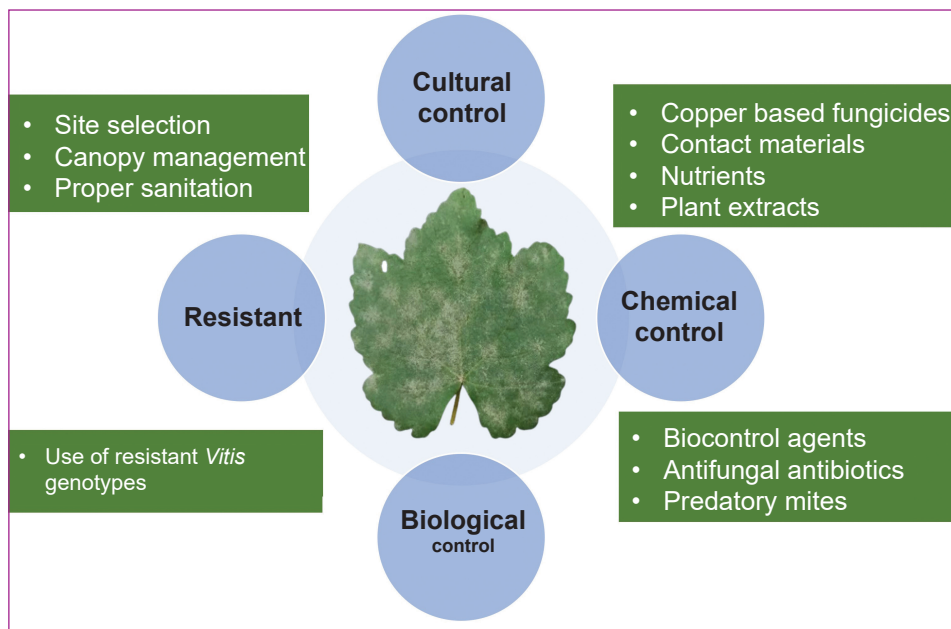 Cultural
control
• Site selection
• Canopy management
• Proper sanitation
• Copper based fungicides
• Contact materials
• Nutrients
• Plant extracts
Resistant
Chemical
control
• Use of resistant Vitis
genotypes
• Biocontrol agents
• Antifungal antibiotics
• Predatory mites
Biological
control